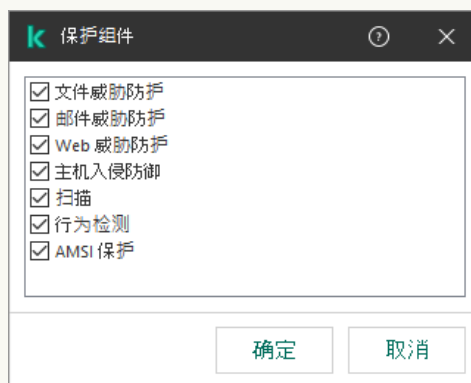 保护组件
文件威胁防护
邮件威胁防护
Web 威胁防护
主机入侵防御
扫描
行为检测
AMSI 保护
确定
取消